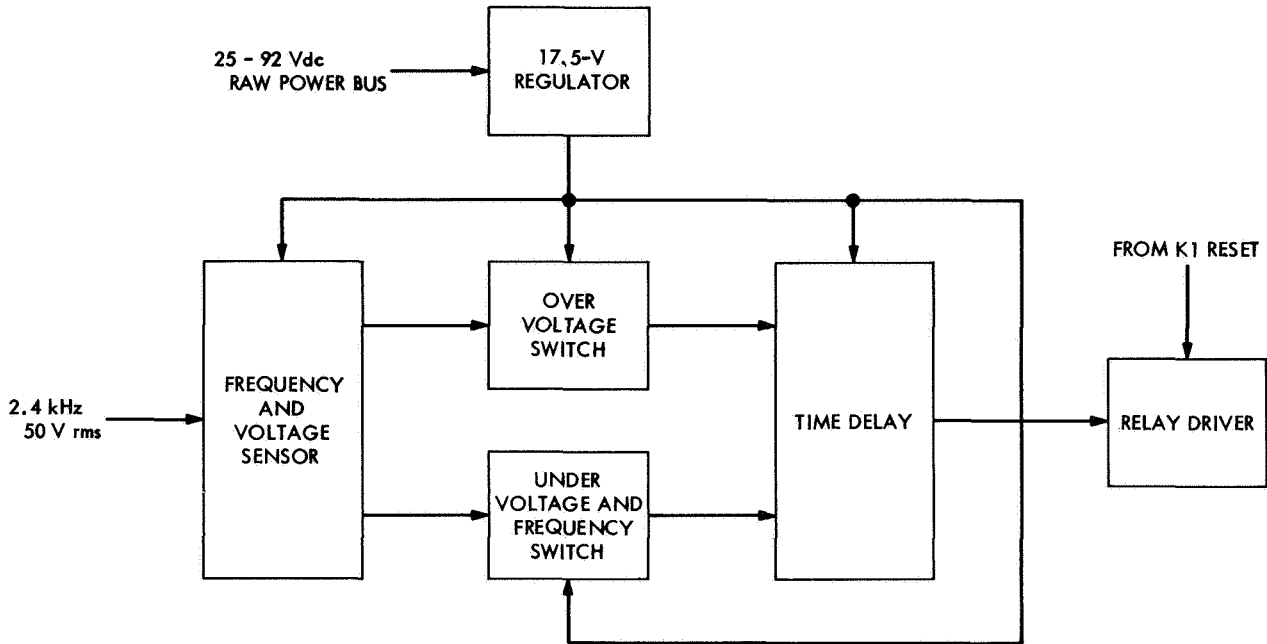 25 - 92 Vdc
RAW POWER BUS
17.5-V
REGULATOR
FROM K1 RESET
OVER
VOLTAGE
SWITCH
2.4 kHz
50 V rms
FREQUENCY
AND
VOLTAGE
SENSOR
TIME DELAY
RELAY DRIVER
UNDER
VOLTAGE AND
FREQUENCY
SWITCH